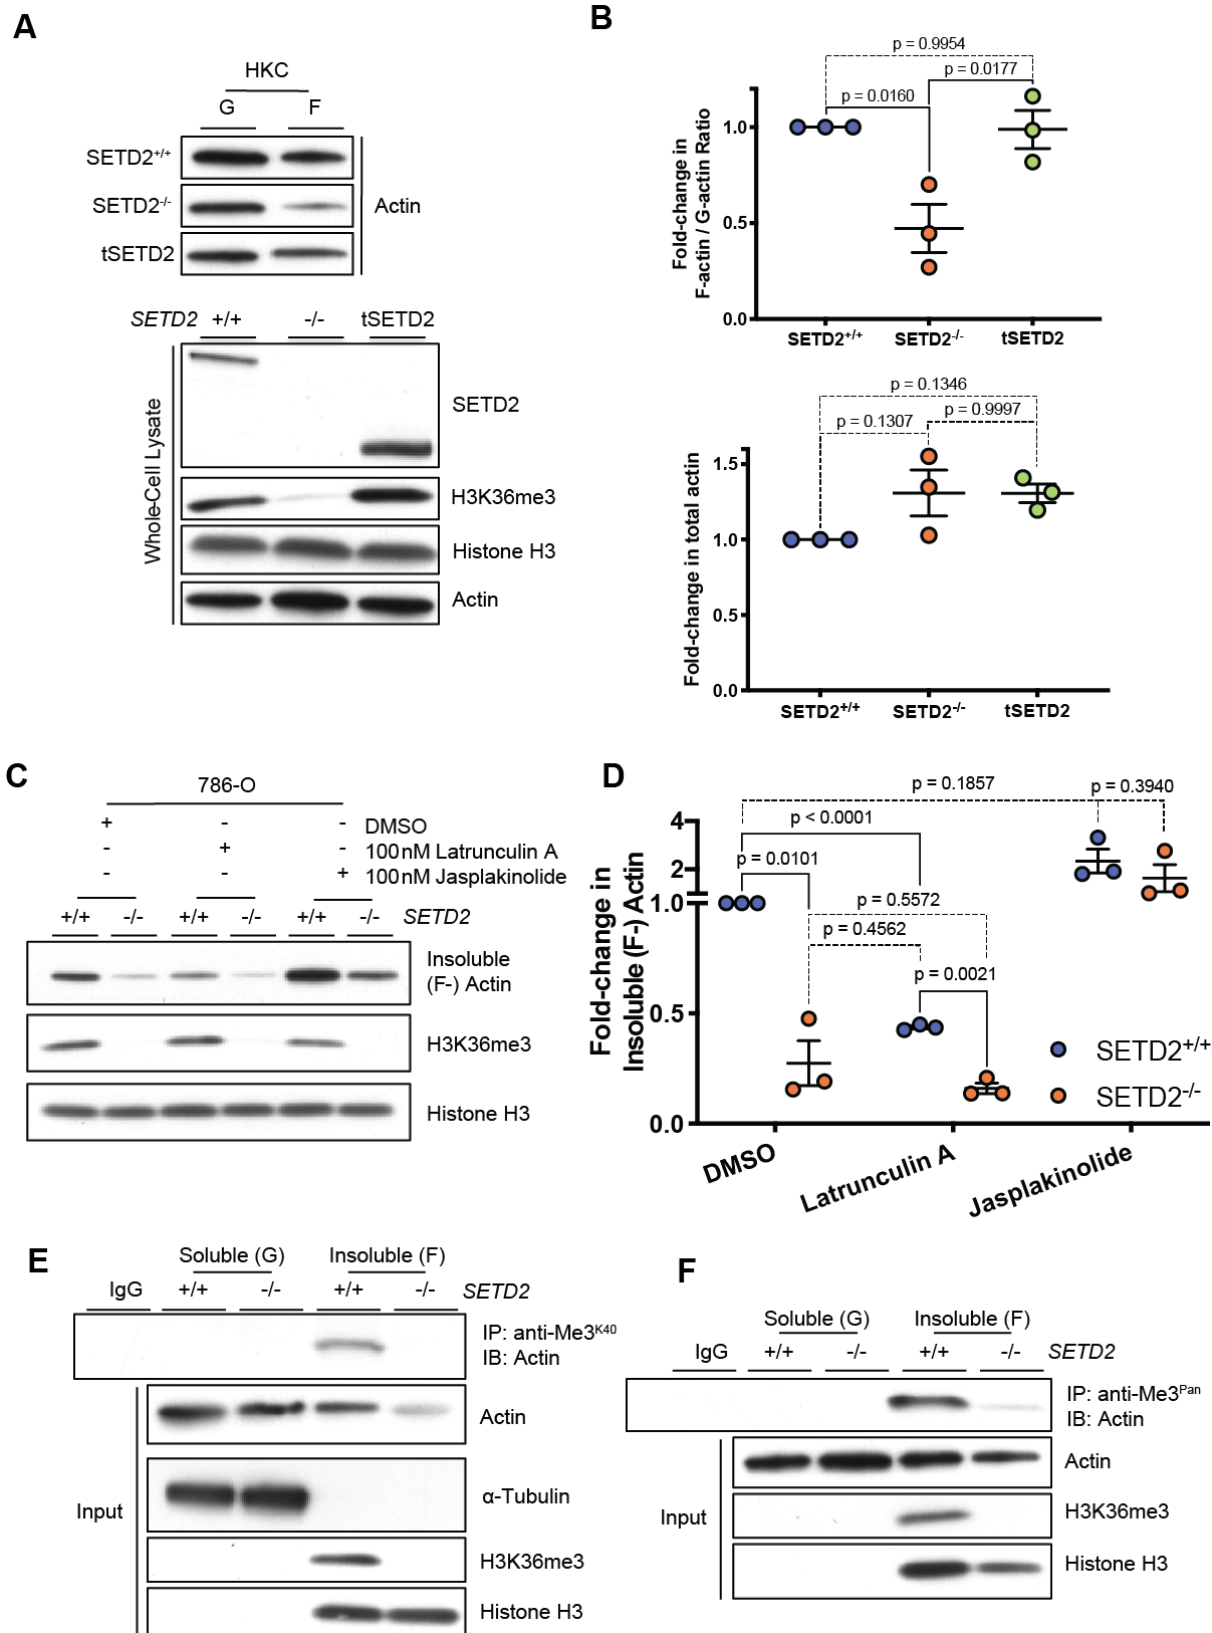 A
HKC
G F
SETD2+/+
SETD2-/-
tSETD2
Actin
SETD2 +/+ -/- tSETD2
Whole-Cell Lysate
SETD2
H3K36me3
Histone H3
Actin
B
p = 0.9954
p = 0.0177
p = 0.0160
Fold-change in
F-actin / G-actin Ratio
1.0
0.5
0.0
SETD2+/+ SETD2-/- tSETD2
p = 0.1346
p = 0.9997
p = 0.1307
Fold-change in total actin
1.5
1.0
0.5
0.0
SETD2+/+ SETD2-/- tSETD2
C
786-O
+ - - DMSO
- + - 100nM Latrunculin A
- - + 100nM Jasplakinolide
+/+ -/- +/+ -/- +/+ -/- SETD2
Insoluble
(F-) Actin
H3K36me3
Histone H3
D
p = 0.1857
p = 0.3940
p < 0.0001
p = 0.0101
p = 0.5572
p = 0.4562
p = 0.0021
Fold-change in
Insoluble (F-) Actin
4
2
1.0
0.5
0.0
SETD2+/+
SETD2-/-
DMSO
Latrunculin A
Jasplakinolide
E
Soluble (G) Insoluble (F)
IgG +/+ -/- +/+ -/- SETD2
IP: anti-Me3K40
IB: Actin
Input
Actin
α-Tubulin
H3K36me3
Histone H3
F
Soluble (G) Insoluble (F)
IgG +/+ -/- +/+ -/- SETD2
IP: anti-Me3Pan
IB: Actin
Input
Actin
H3K36me3
Histone H3